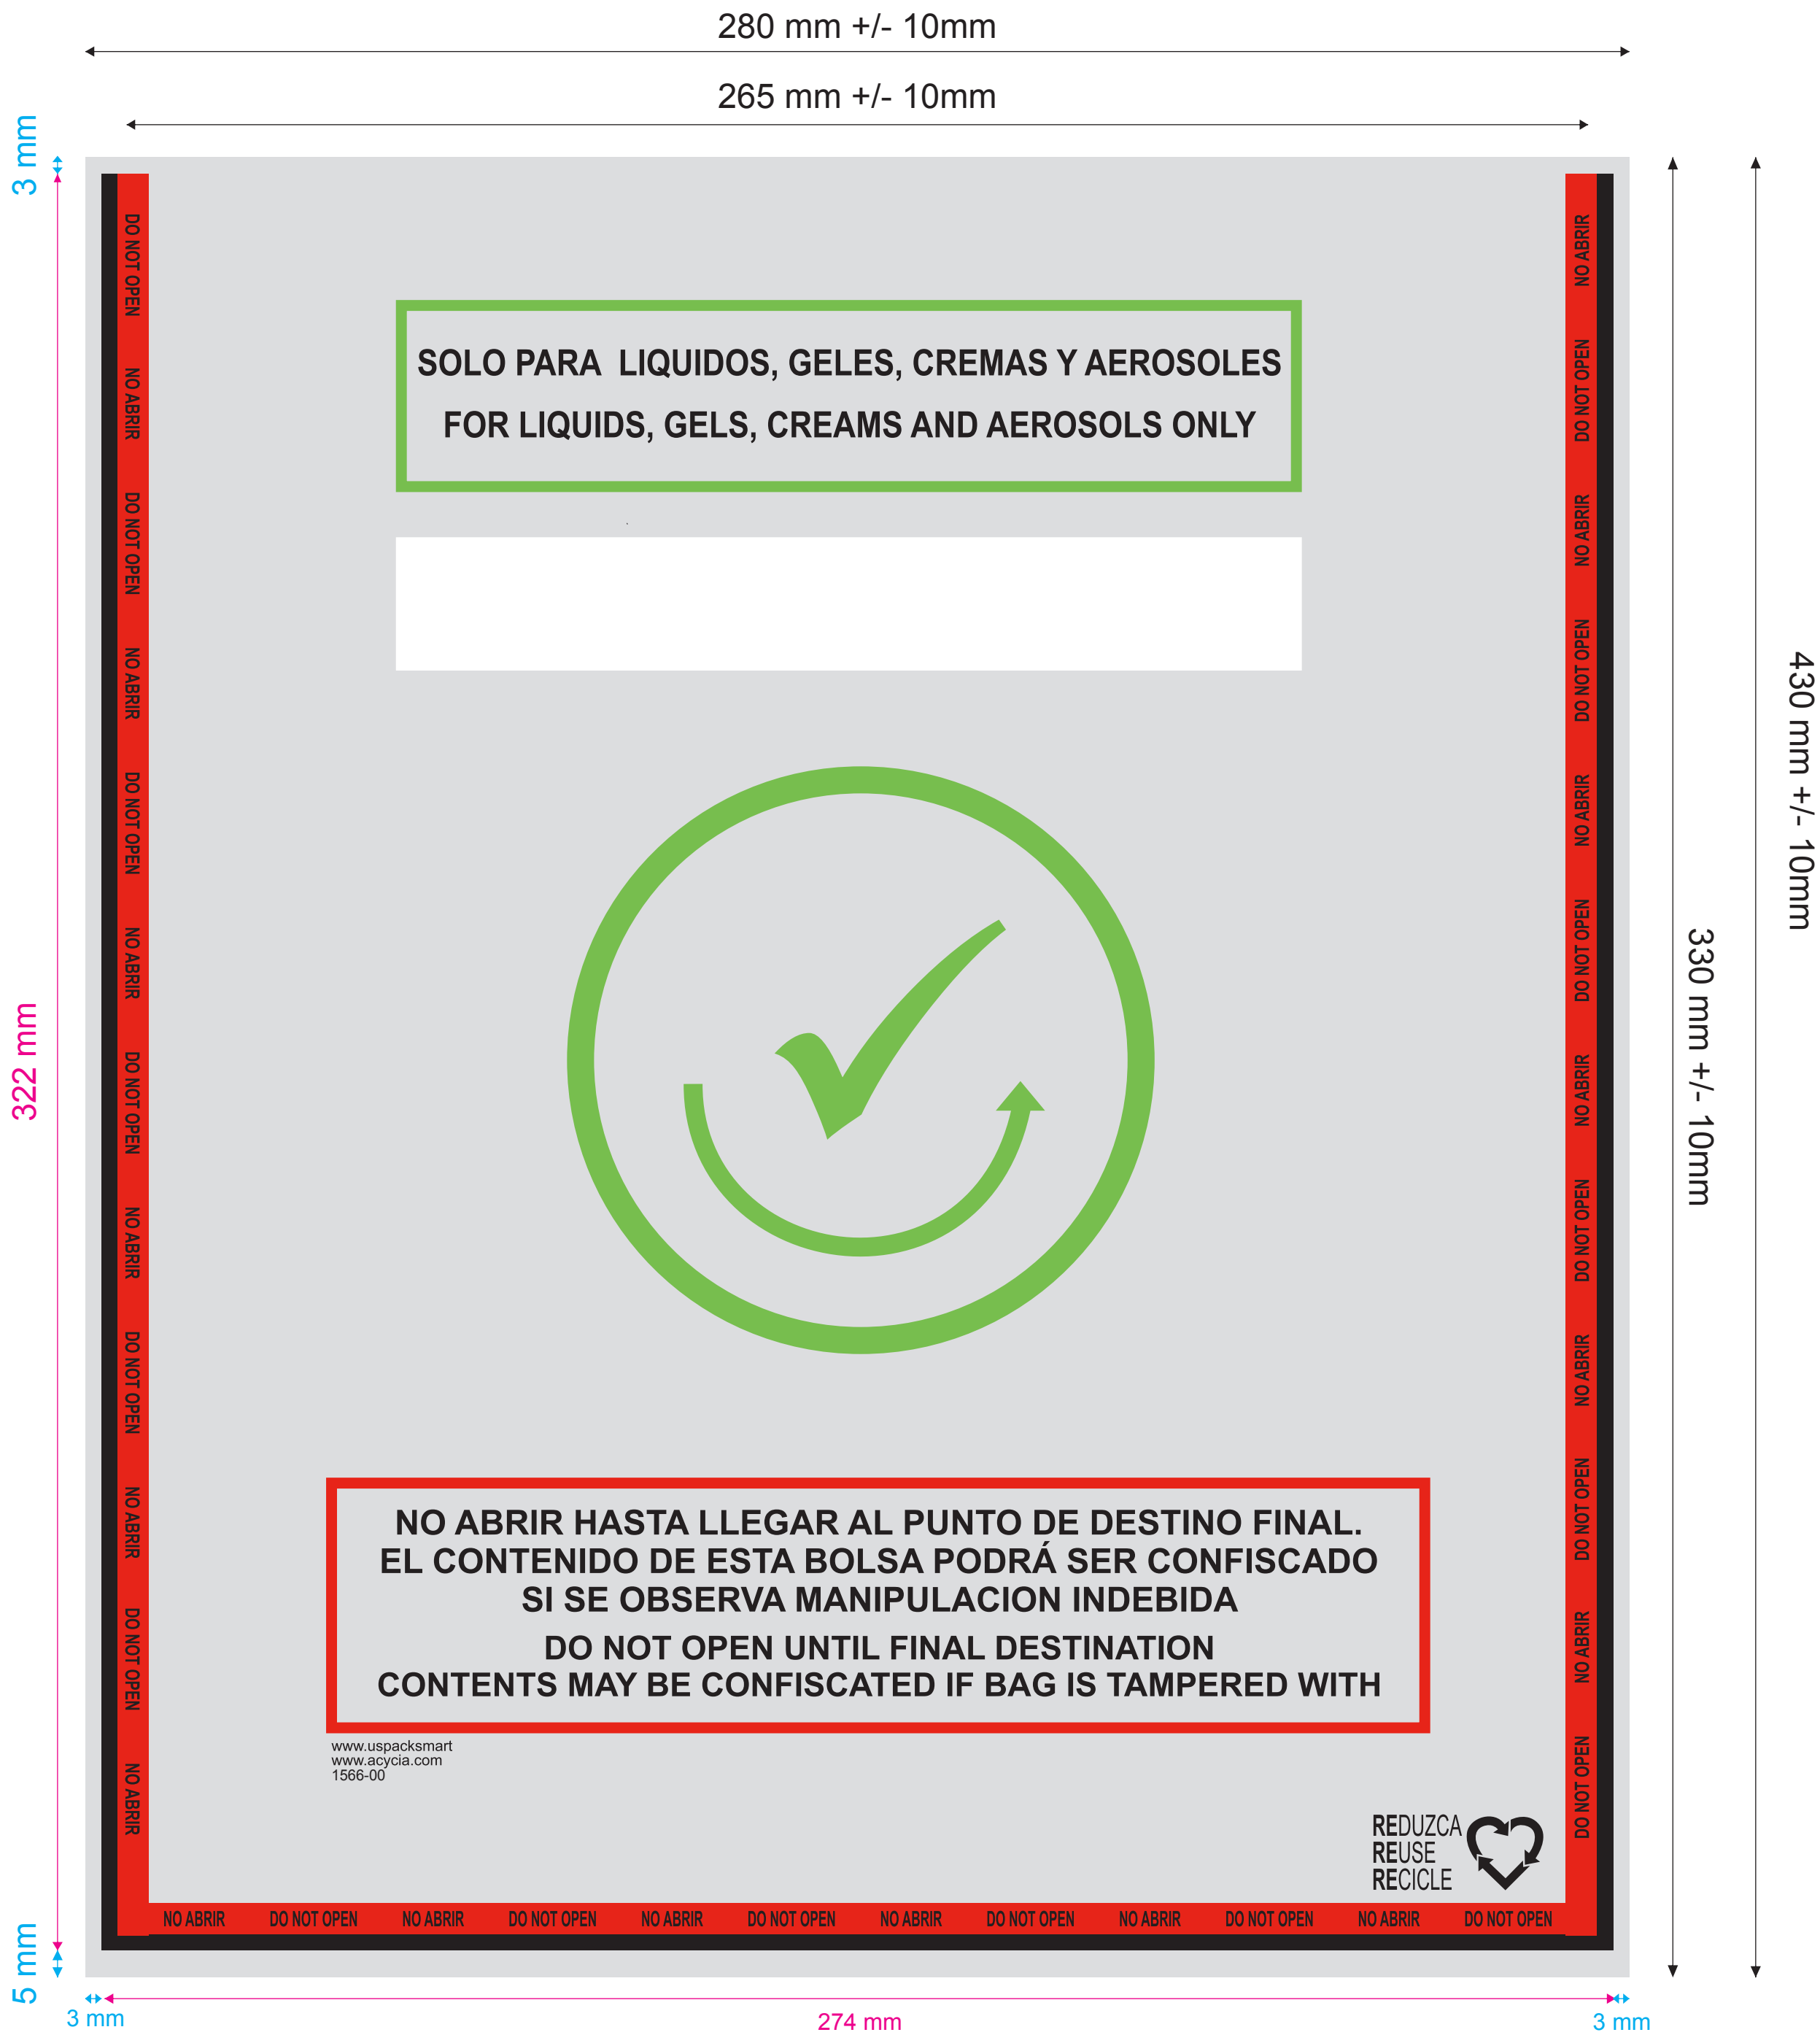 280 mm +/- 10mm
265 mm +/- 10mm
3 mm
322 mm
5 mm
DO NOT OPEN NO ABRIR DO NOT OPEN NO ABRIR DO NOT OPEN NO ABRIR DO NOT OPEN NO ABRIR DO NOT OPEN NO ABRIR DO NOT OPEN NO ABRIR
SOLO PARA LIQUIDOS, GELES, CREMAS Y AEROSOLES
FOR LIQUIDS, GELS, CREAMS AND AEROSOLS ONLY
NO ABRIR HASTA LLEGAR AL PUNTO DE DESTINO FINAL.
EL CONTENIDO DE ESTA BOLSA PODRÁ SER CONFISCADO
SI SE OBSERVA MANIPULACION INDEBIDA
DO NOT OPEN UNTIL FINAL DESTINATION
CONTENTS MAY BE CONFISCATED IF BAG IS TAMPERED WITH
www.uspacksmart
www.acycia.com
1566-00
REDUZCA
REUSE
RECICLE
DO NOT OPEN NO ABRIR DO NOT OPEN NO ABRIR DO NOT OPEN NO ABRIR DO NOT OPEN NO ABRIR DO NOT OPEN NO ABRIR DO NOT OPEN NO ABRIR
NO ABRIR DO NOT OPEN NO ABRIR DO NOT OPEN NO ABRIR DO NOT OPEN NO ABRIR DO NOT OPEN NO ABRIR DO NOT OPEN NO ABRIR DO NOT OPEN
330 mm +/- 10mm
430 mm +/- 10mm
3 mm
274 mm
3 mm